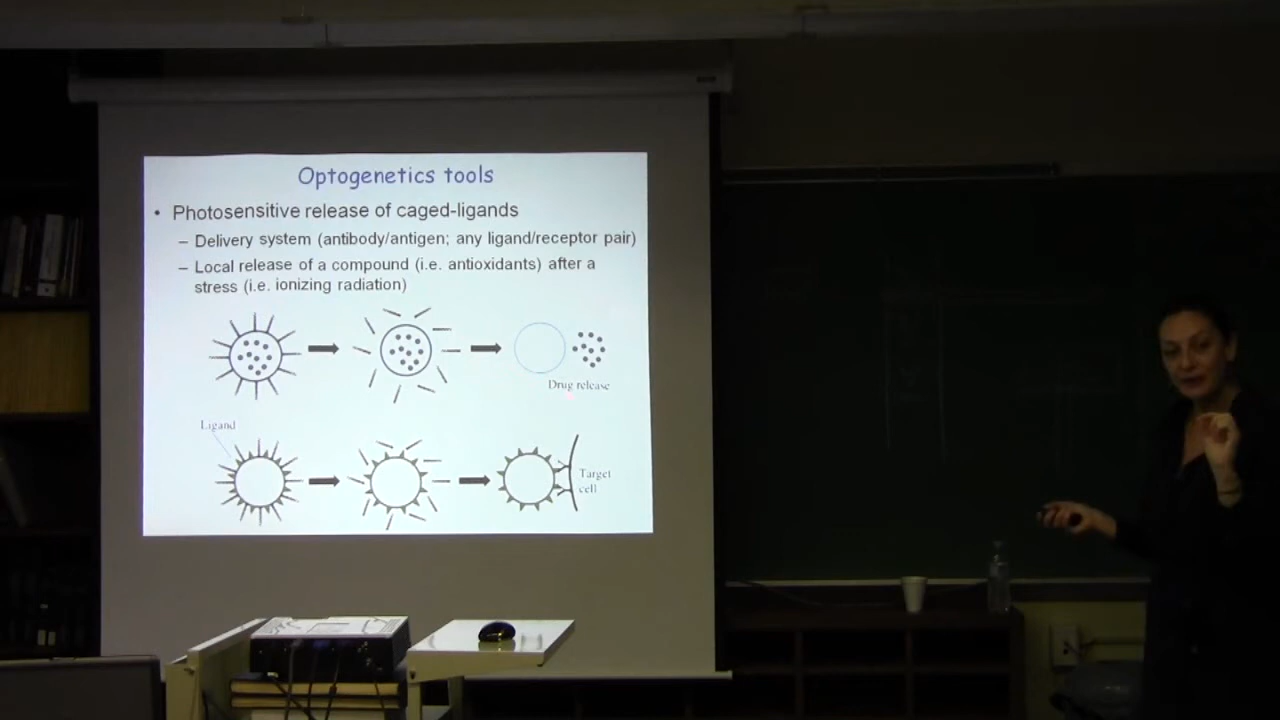 Optogenetics tools
• Photosensitive release of caged-ligands
– Delivery system (antibody/antigen; any ligand/receptor pair)
– Local release of a compound (i.e. antioxidants) after a
stress (i.e. ionizing radiation)
Drug release
Ligand
Target
cell